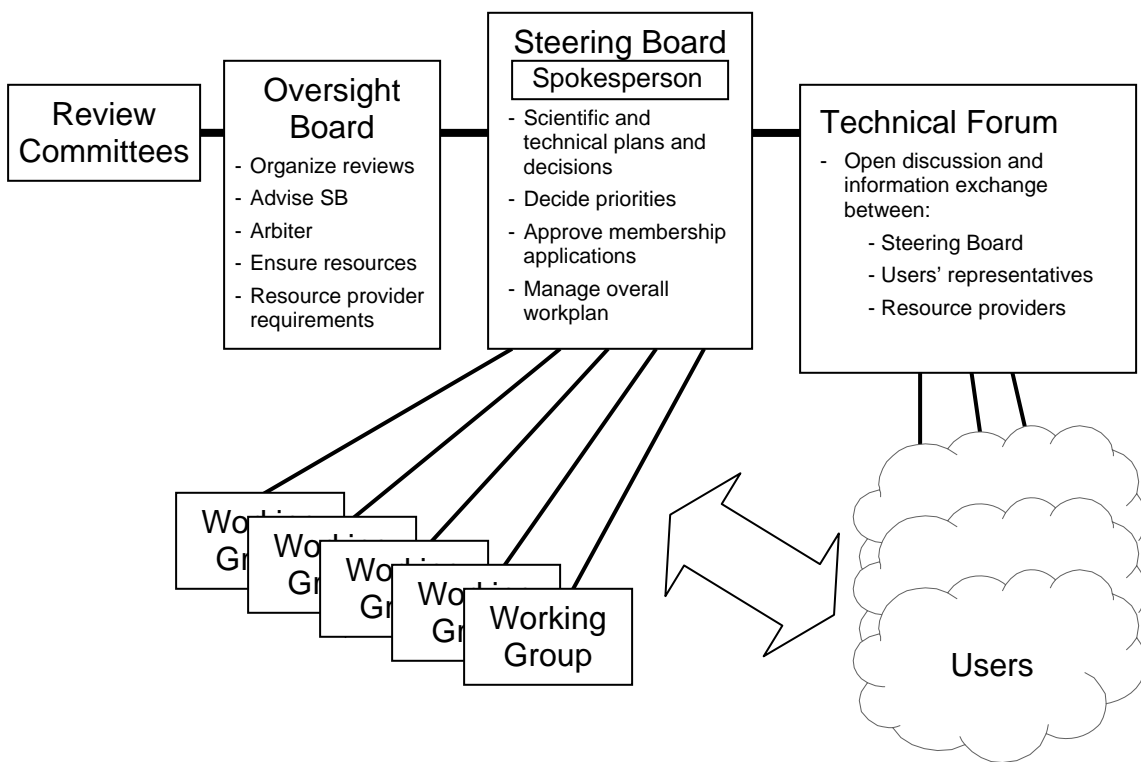 Review
Committees
Oversight
Board
- Organize reviews
- Advise SB
- Arbiter
- Ensure resources
- Resource provider
requirements
Steering Board
Spokesperson
- Scientific and
technical plans and
decisions
- Decide priorities
- Approve membership
applications
- Manage overall
workplan
Technical Forum
- Open discussion and
information exchange
between:
- Steering Board
- Users’ representatives
- Resource providers
Working
Group
Users